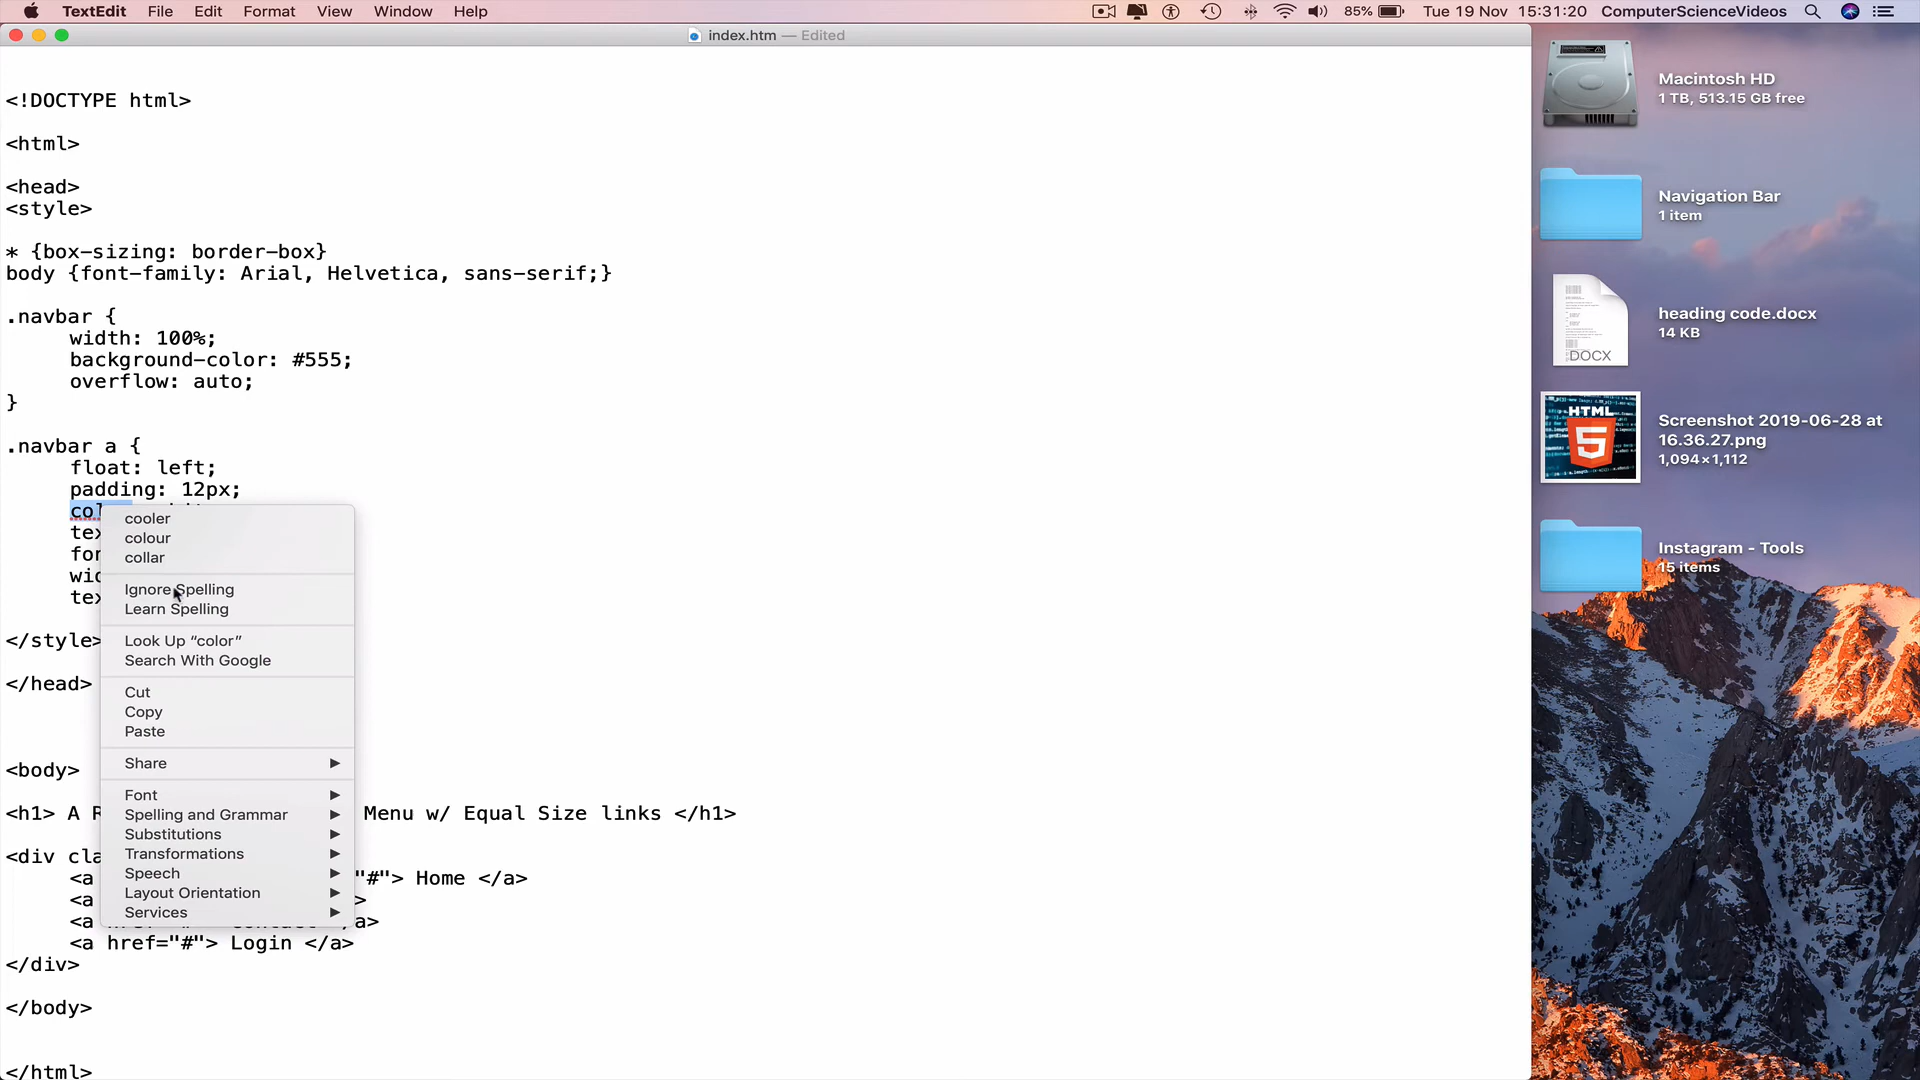 TextEdit File Edit Format View Window Help 85% Tue 19 Nov 15:31:20 ComputerScienceVideos
index.htm — Edited
<!DOCTYPE html>
<html>
<head>
<style>
* {box-sizing: border-box}
body {font-family: Arial, Helvetica, sans-serif;}
.navbar {
width: 100%;
background-color: #555;
overflow: auto;
}
.navbar a {
float: left;
padding: 12px;
</style>
</head>
<body>
<h1> A Menu w/ Equal Size links </h1>
<div
<a "#"> Home </a>
<a
<a /a>
<a href="#"> Login </a>
</div>
</body>
</html>
cooler
colour
collar
Ignore Spelling
Learn Spelling
Look Up “color”
Search With Google
Cut
Copy
Paste
Share
Font
Spelling and Grammar
Substitutions
Transformations
Speech
Layout Orientation
Services
Macintosh HD
1 TB, 513.15 GB free
Navigation Bar
1 item
DOCX
heading code.docx
14 KB
HTML
5
Screenshot 2019-06-28 at
16.36.27.png
1,094×1,112
Instagram - Tools
15 items